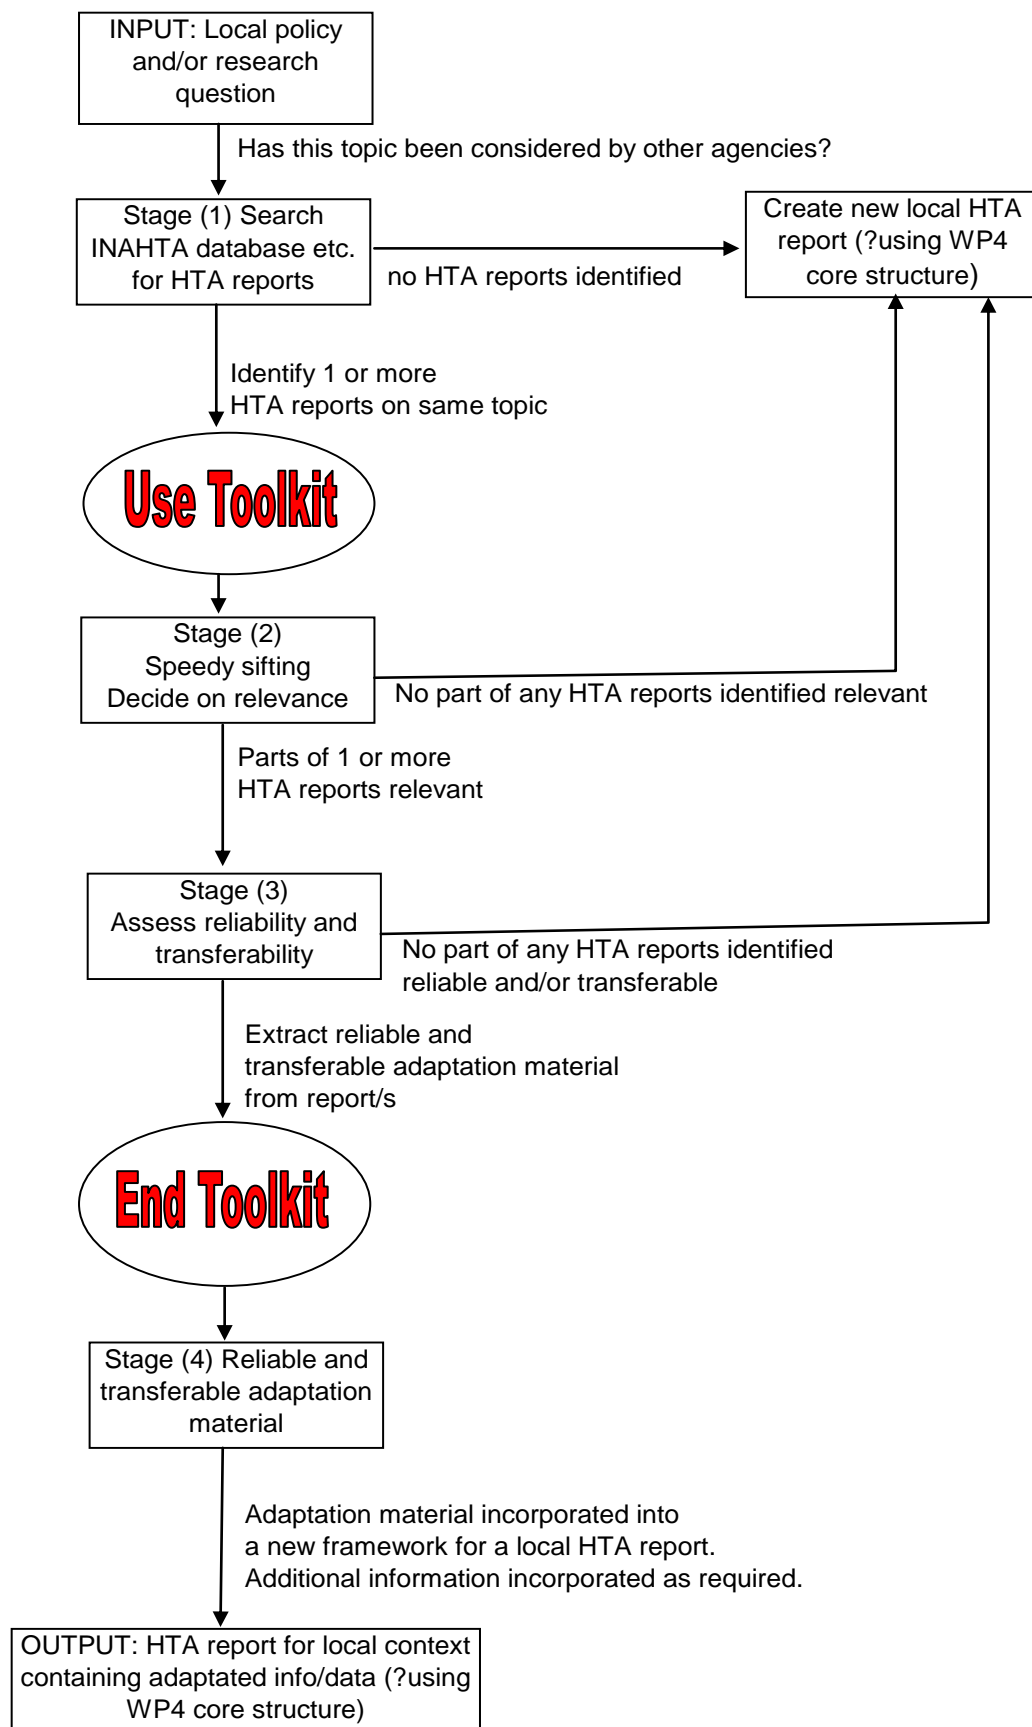 INPUT: Local policy
and/or research
question
Has this topic been considered by other agencies?
Stage (1) Search
INAHTA database etc.
for HTA reports
no HTA reports identified
Create new local HTA
report (?using WP4
core structure)
Identify 1 or more
HTA reports on same topic
Use Toolkit
Stage (2)
Speedy sifting
Decide on relevance
No part of any HTA reports identified relevant
Parts of 1 or more
HTA reports relevant
Stage (3)
Assess reliability and
transferability
No part of any HTA reports identified
reliable and/or transferable
Extract reliable and
transferable adaptation material
from report/s
End Toolkit
Stage (4) Reliable and
transferable adaptation
material
Adaptation material incorporated into
a new framework for a local HTA report.
Additional information incorporated as required.
OUTPUT: HTA report for local context
containing adaptated info/data (?using
WP4 core structure)